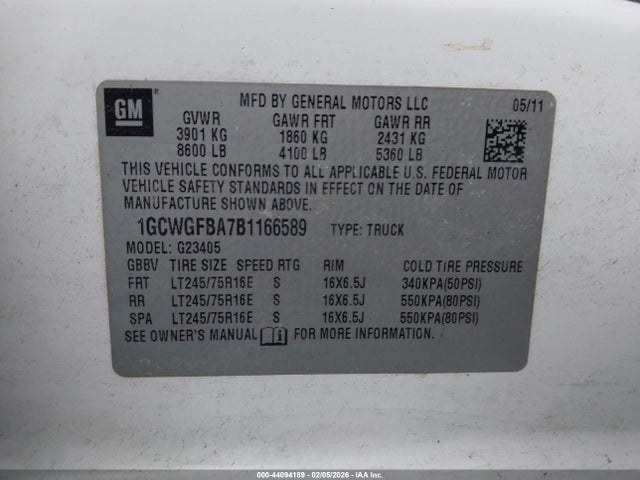 GM
MFD BY GENERAL MOTORS LLC 05/11
GVWR GAWR FRT GAWR RR
3901 KG 1860 KG 2431 KG
8600 LB 4100 LB 5360 LB
THIS VEHICLE CONFORMS TO ALL APPLICABLE U.S. FEDERAL MOTOR
VEHICLE SAFETY STANDARDS IN EFFECT ON THE DATE OF
MANUFACTURE SHOWN ABOVE.
1GCWGFBA7B1166589 TYPE: TRUCK
MODEL: G23405
GBBV TIRE SIZE SPEED RTG RIM COLD TIRE PRESSURE
FRT LT245/75R16E S 16X6.5J 340KPA(50PSI)
RR LT245/75R16E S 16X6.5J 550KPA(80PSI)
SPA LT245/75R16E S 16X6.5J 550KPA(80PSI)
SEE OWNER'S MANUAL FOR MORE INFORMATION.
000-44094189 - 02/05/2026 - IAAI.COM